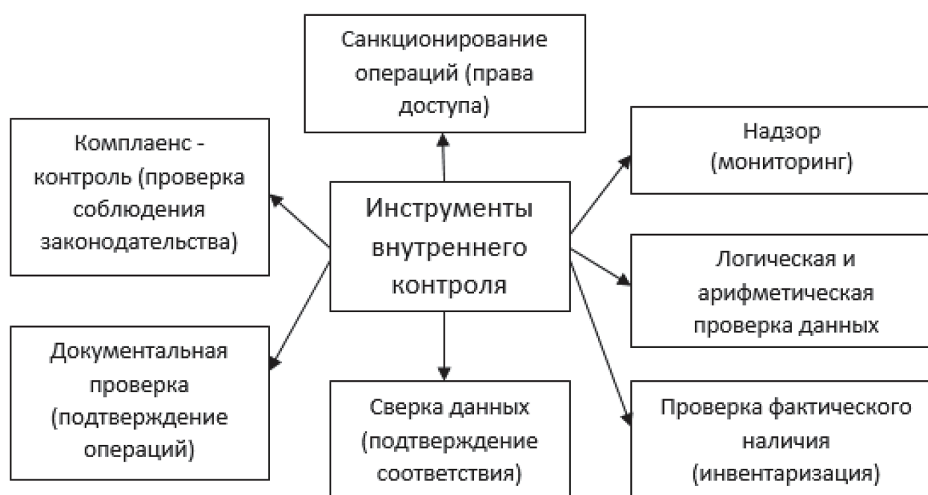 Санкционирование
операций (права
доступа)
Комплаенс -
контроль (проверка
соблюдения
законодательства)
Надзор
(мониторинг)
Инструменты
внутреннего
контроля
Логическая и
арифметическая
проверка данных
Документальная
проверка
(подтверждение
операций)
Сверка данных
(подтверждение
соответствия)
Проверка фактического
наличия
(инвентаризация)